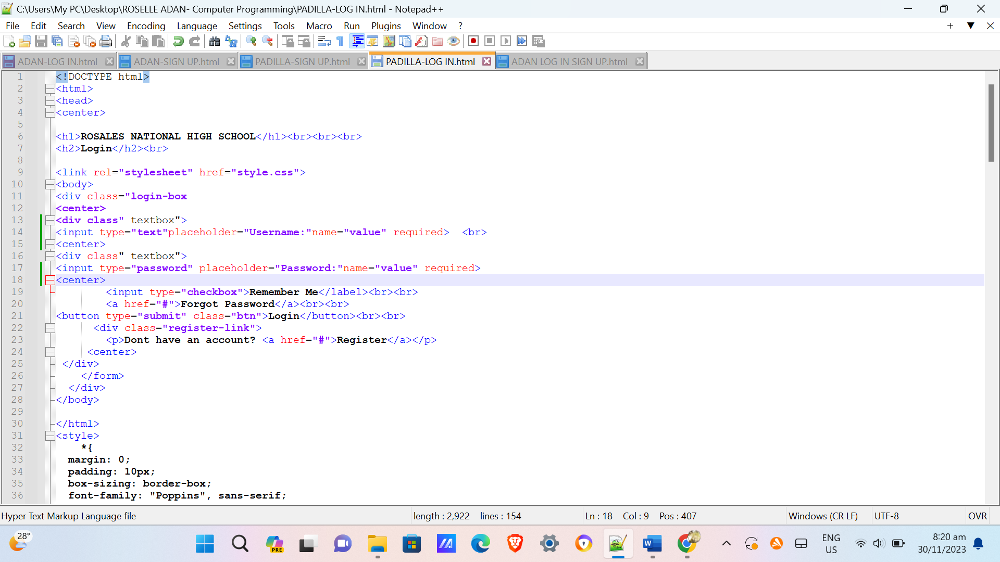 C:\Users\My PC\Desktop\ROSELLE ADAN- Computer Programming\PADILLA-LOG IN.html - Notepad++
File Edit Search View Encoding Language Settings Tools Macro Run Plugins Window ?
ADAN-LOG IN.html ADAN-SIGN UP.html PADILLA-SIGN UP.html PADILLA-LOG IN.html ADAN LOG IN SIGN UP.html
1 <!DOCTYPE html>
2 <html>
3 <head>
4 <center>
5
6 <h1>ROSALES NATIONAL HIGH SCHOOL</h1><br><br><br>
7 <h2>Login</h2><br>
8
9 <link rel="stylesheet" href="style.css">
10 <body>
11 <div class="login-box
12 <center>
13 <div class" textbox">
14 <input type="text"placeholder="Username:"name="value" required>  <br>
15 <center>
16 <div class" textbox">
17 <input type="password" placeholder="Password:"name="value" required>
18 <center>
19 <input type="checkbox">Remember Me</label><br><br>
20 <a href="#">Forgot Password</a><br><br>
21 <button type="submit" class="btn">Login</button><br><br>
22 <div class="register-link">
23 <p>Dont have an account? <a href="#">Register</a></p>
24 <center>
25 </div>
26 </form>
27 </div>
28 </body>
29
30 </html>
31 <style>
32 *{
33 margin: 0;
34 padding: 10px;
35 box-sizing: border-box;
36 font-family: "Poppins", sans-serif;
Hyper Text Markup Language file length : 2,922 lines : 154 Ln : 18 Col : 9 Pos : 407 Windows (CR LF) UTF-8 OVR
28° PRE W ENG 8:20 am
US 30/11/2023